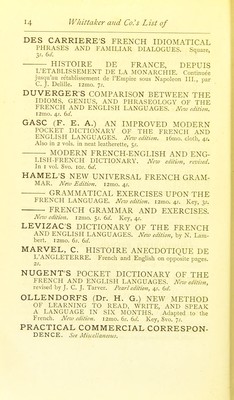 14 Whittaker and Co.'s List of
DES CARRIERE'S FRENCH IDIOMATICAL
PHRASES AND FAMILIAR DIALOGUES. Square,
3s. 6d.
—— HISTOIRE DE FRANCE, DEPUIS
L'ETABLISSEMENT DE LA MONARCHIE. Continuée
jusqu'au rétablissement de l'Empire sous Napoléon III., par
C. J. Delille. 12mo. 7s.
DUVERGER'S COMPARISON BETWEEN THE
IDIOMS, GENIUS, AND PHRASEOLOGY OF THE
FRENCH AND ENGLISH LANGUAGES. New edition.
12mo. 4s. 6d.
GASC (F. E. A.) AN IMPROVED MODERN
POCKET DICTIONARY OF THE FRENCH AND
ENGLISH LANGUAGES. New edition. 16mo. cloth, 4s.
Also in 2 vols. in neat leatherette, 5s.
—— MODERN FRENCH-ENGLISH AND ENG-
LISH-FRENCH DICTIONARY. New edition, revised.
In 1 vol. 8vo. 10s. 6d.
HAMEL'S NEW UNIVERSAL FRENCH GRAM-
MAR. New Edition. 12mo. 4s.
—— GRAMMATICAL EXERCISES UPON THE
FRENCH LANGUAGE. New edition. 12mo. 4s. Key, 3s.
—— FRENCH GRAMMAR AND EXERCISES.
New edition. 12mo. 5s. 6d. Key, 4s.
LEVIZAC'S DICTIONARY OF THE FRENCH
AND ENGLISH LANGUAGES. New edition, by N. Lam-
bert. 12mo. 6s. 6d.
MARVEL, C. HISTOIRE ANECDOTIQUE DE
L'ANGLETERRE. French and English on opposite pages.
2s.
NUGENT'S POCKET DICTIONARY OF THE
FRENCH AND ENGLISH LANGUAGES. New edition,
revised by J. C. J. Tarver. Pearl edition, 4s. 6d.
OLLENDORF'S (Dr. H. G.) NEW METHOD
OF LEARNING TO READ, WRITE, AND SPEAK
A LANGUAGE IN SIX MONTHS. Adapted to the
French. New edition. 12mo. 6s. 6d. Key, 8vo. 7s.
PRACTICAL COMMERCIAL CORRESPON-
DENCE. See Miscellaneous.